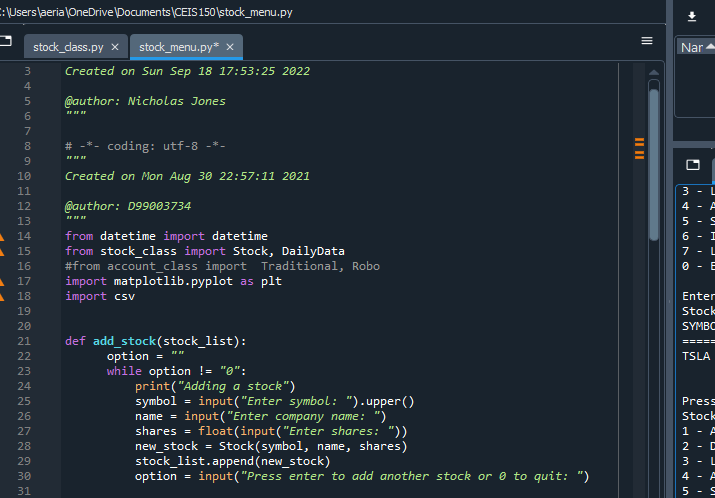 :\Users\aeria\OneDrive\Documents\CEIS150\stock_menu.py
stock_class.py
stock_menu.py*
3 Created on Sun Sep 18 17:53:25 2022
4
5 @author: Nicholas Jones
6 """
7
8 # -*- coding: utf-8 -*-
9 """
10 Created on Mon Aug 30 22:57:11 2021
11
12 @author: D99003734
13 """
14 from datetime import datetime
15 from stock_class import Stock, DailyData
16 #from account_class import  Traditional, Robo
17 import matplotlib.pyplot as plt
18 import csv
19
20
21 def add_stock(stock_list):
22 option = ""
23 while option != "0":
24 print("Adding a stock")
25 symbol = input("Enter symbol: ").upper()
26 name = input("Enter company name: ")
27 shares = float(input("Enter shares: "))
28 new_stock = Stock(symbol, name, shares)
29 stock_list.append(new_stock)
30 option = input("Press enter to add another stock or 0 to quit: ")
31
Nar
3 - L
4 - A
5 - S
6 - I
7 - L
0 - E
Enter
Stock
SYMBO
=====
TSLA
Press
Stock
1 - A
2 - D
3 - L
4 - A
5 - S